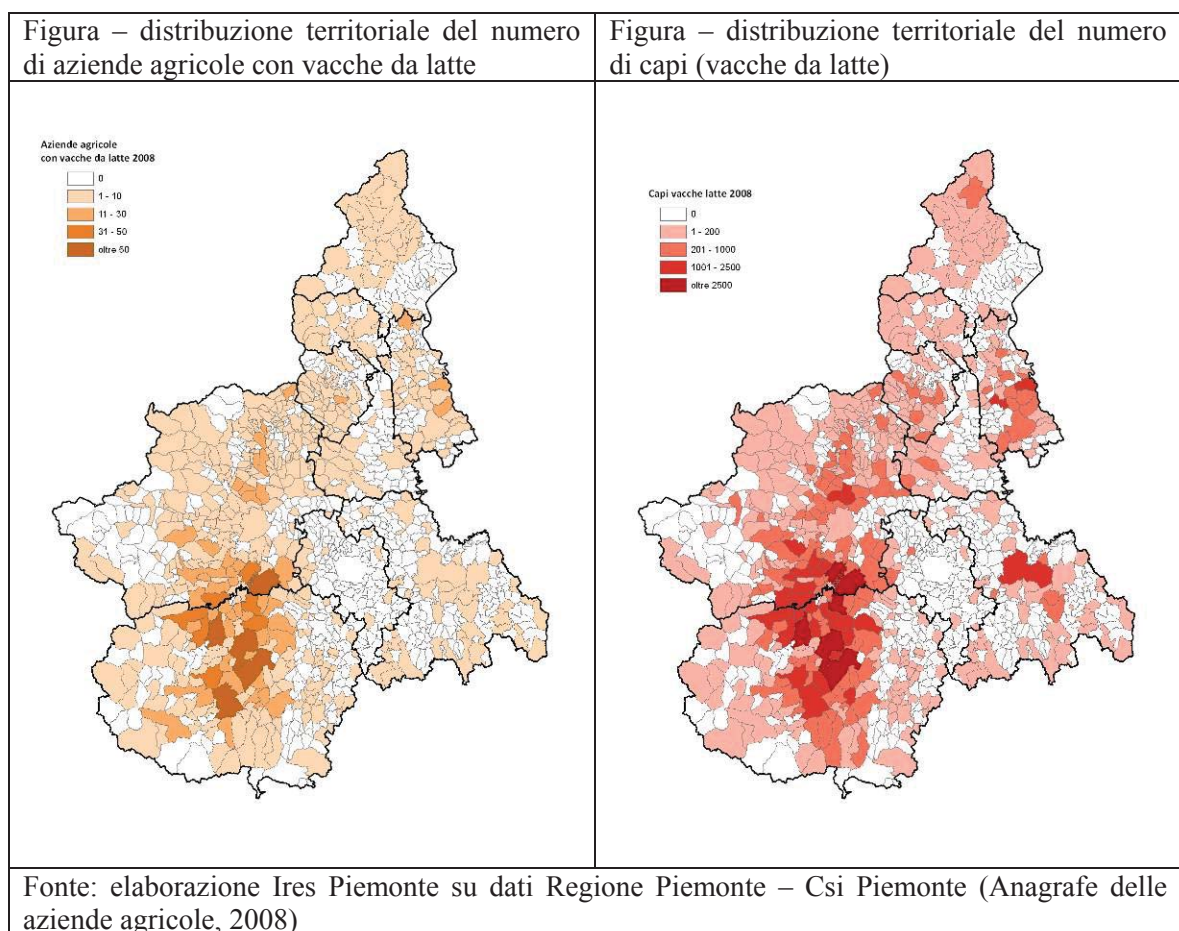 Figura – distribuzione territoriale del numero
di aziende agricole con vacche da latte
Figura – distribuzione territoriale del numero
di capi (vacche da latte)
Aziende agricole
con vacche da latte 2008
0
1 - 10
11 - 30
31 - 50
oltre 50
Capi vacche latte 2008
0
1 - 200
201 - 1000
1001 - 2500
oltre 2500
Fonte: elaborazione Ires Piemonte su dati Regione Piemonte – Csi Piemonte (Anagrafe delle
aziende agricole, 2008)